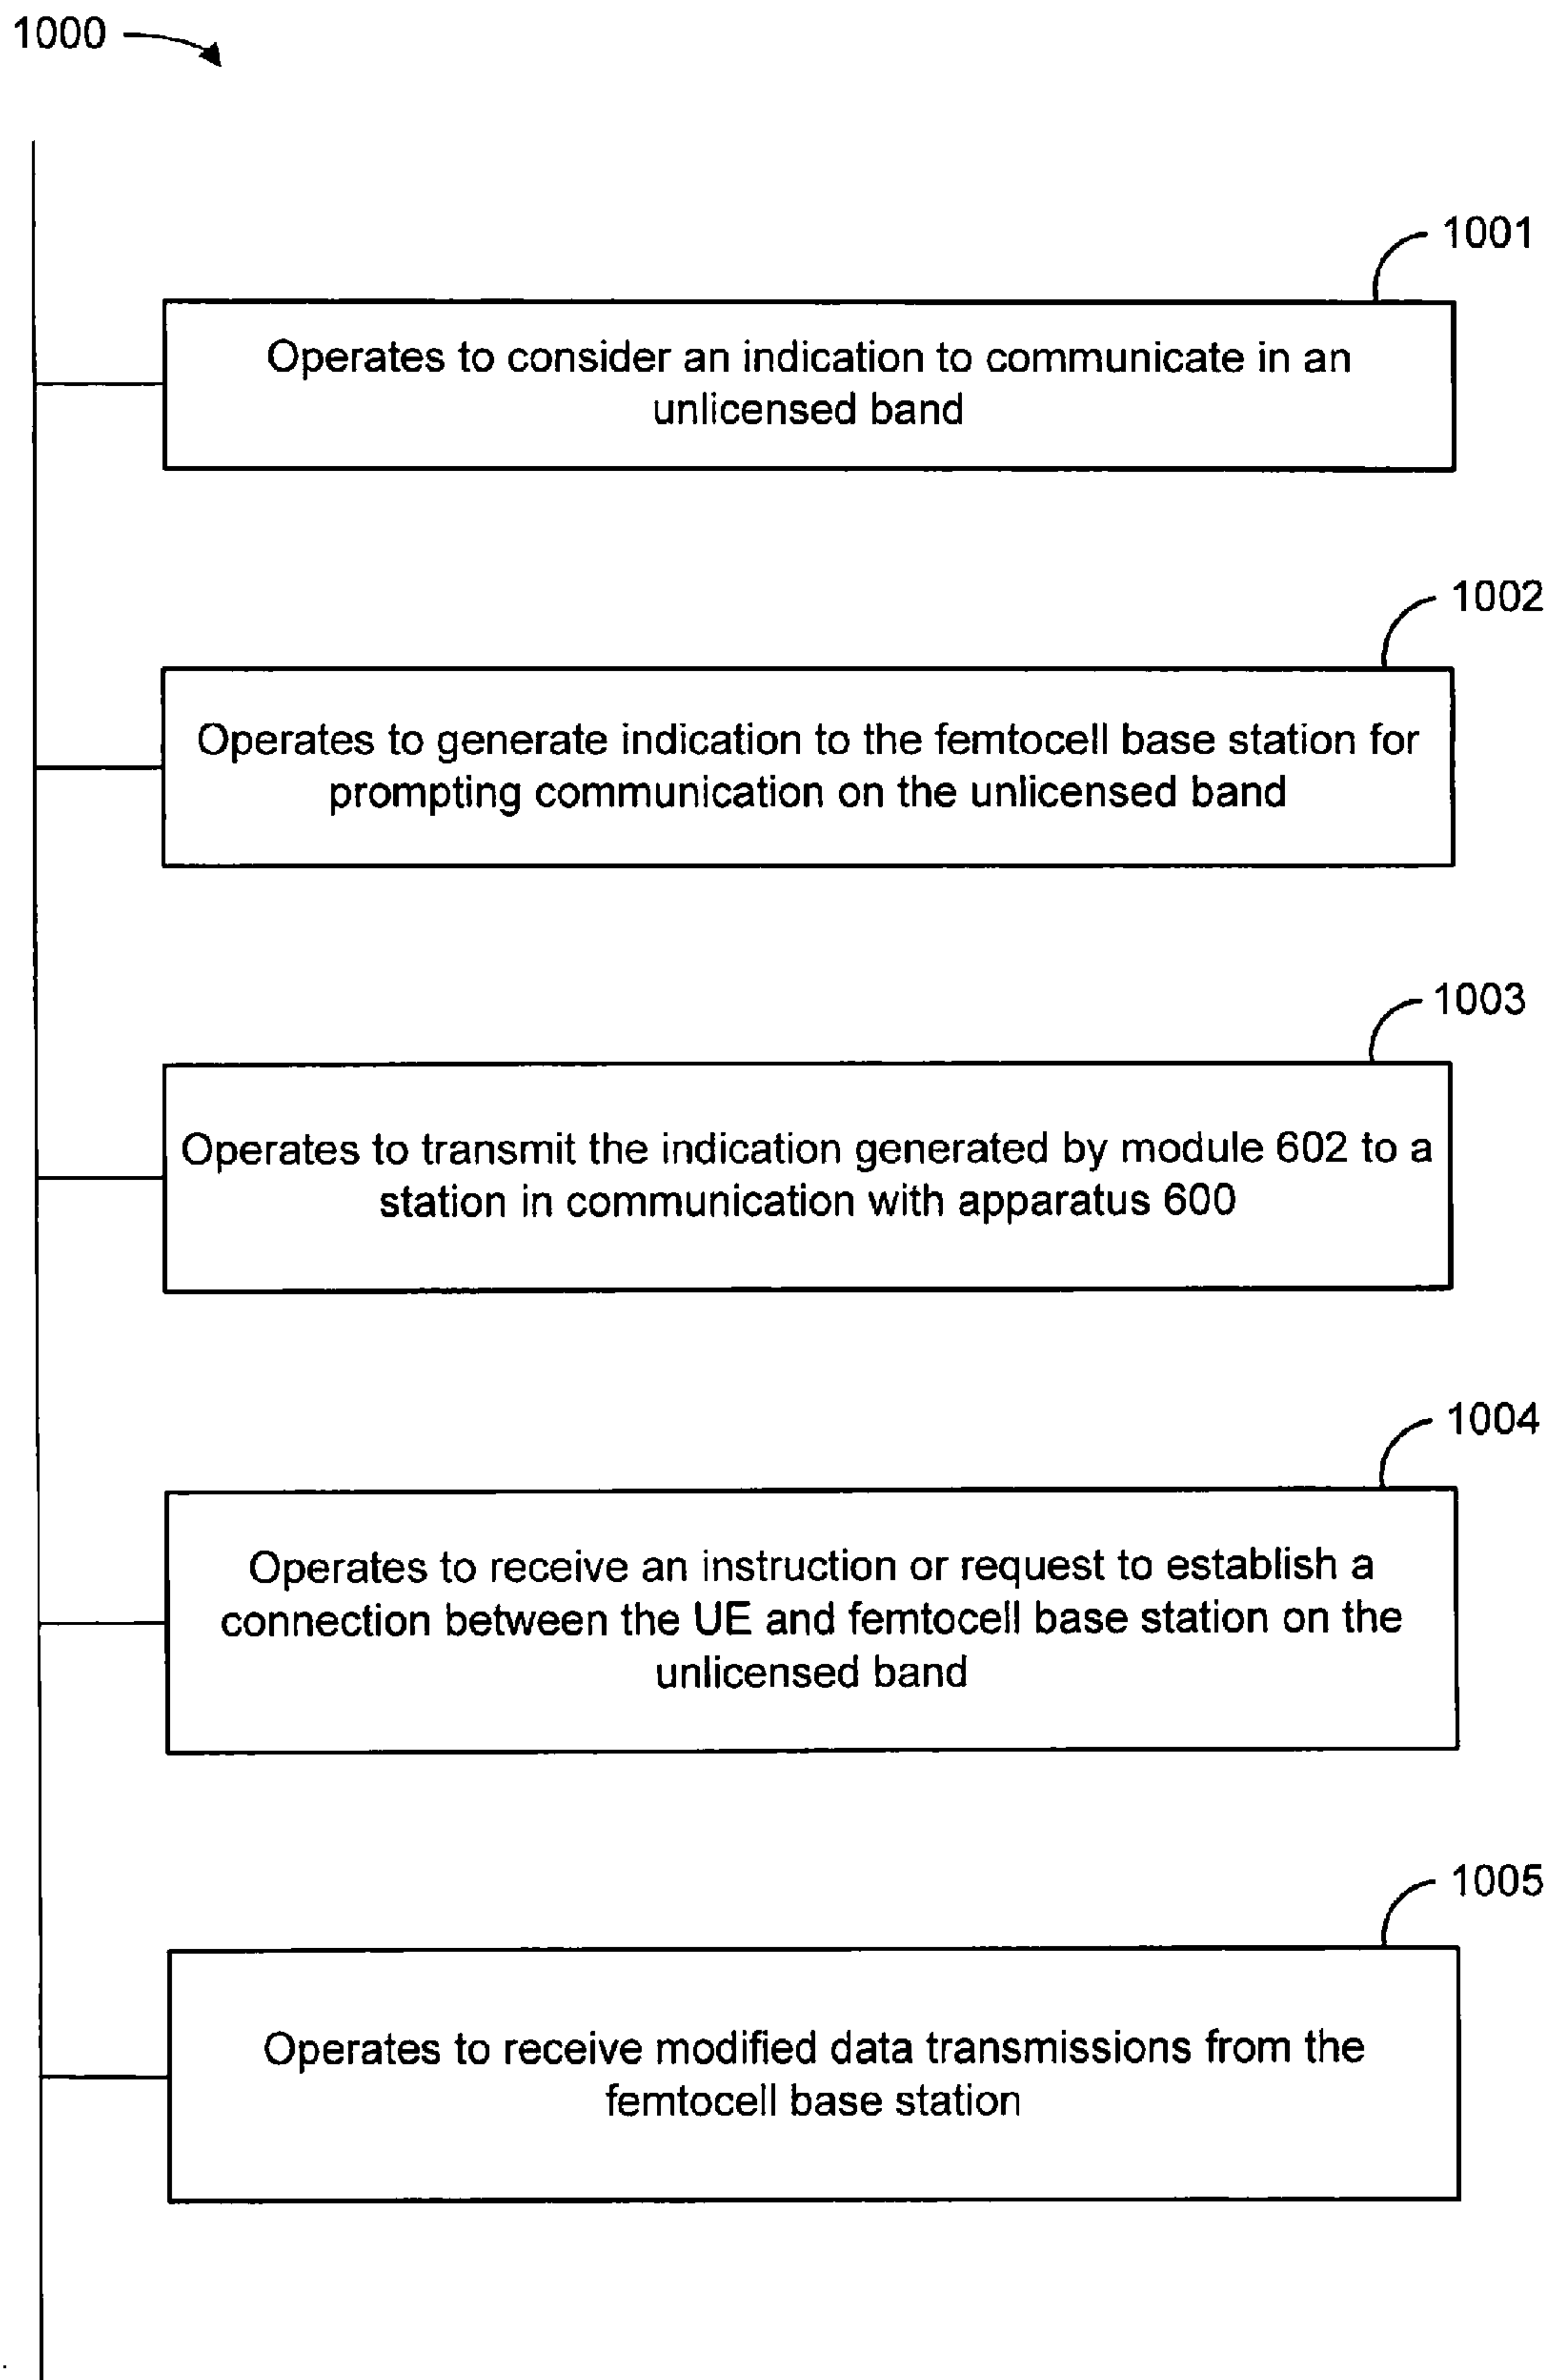 1000
1001
Operates to consider an indication to communicate in an
unlicensed band
1002
Operates to generate indication to the femtocell base station for
prompting communication on the unlicensed band
1003
Operates to transmit the indication generated by module 602 to a
station in communication with apparatus 600
1004
Operates to receive an instruction or request to establish a
connection between the UE and femtocell base station on the
unlicensed band
1005
Operates to receive modified data transmissions from the
femtocell base station